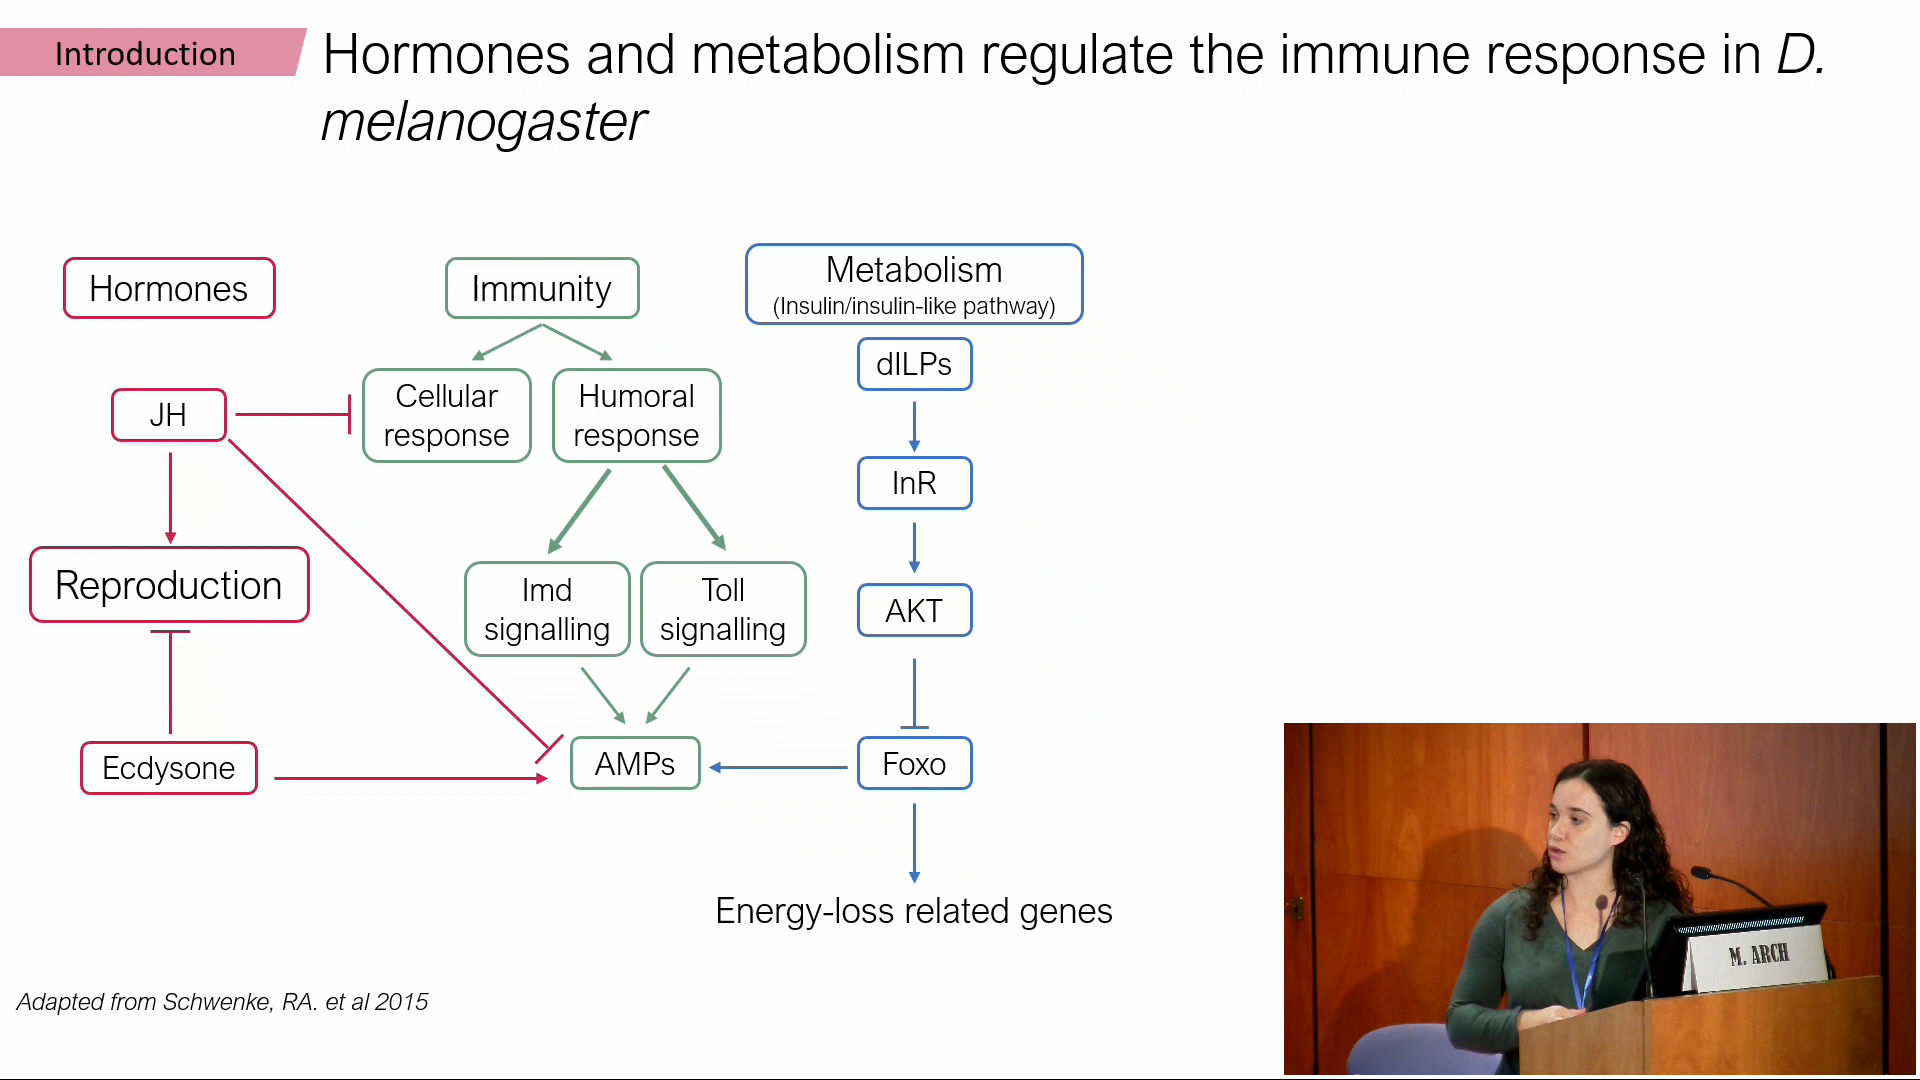 Introduction
Hormones and metabolism regulate the immune response in D.
melanogaster
Hormones
Immunity
Metabolism
(Insulin/insulin-like pathway)
dILPs
JH
Cellular
response
Humoral
response
InR
Reproduction
Imd
signalling
Toll
signalling
AKT
Ecdysone
AMPs
Foxo
Energy-loss related genes
Adapted from Schwenke, RA. et al 2015
M. ARCH